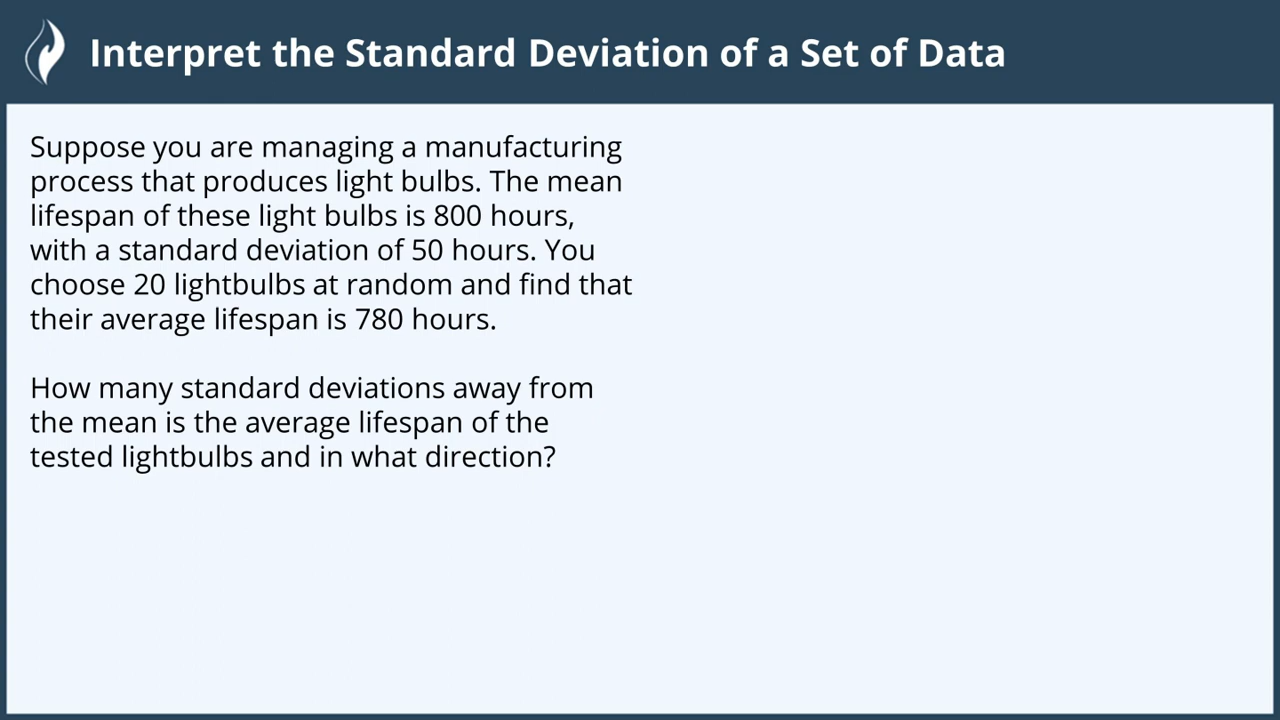 Interpret the Standard Deviation of a Set of Data
Suppose you are managing a manufacturing
process that produces light bulbs. The mean
lifespan of these light bulbs is 800 hours,
with a standard deviation of 50 hours. You
choose 20 lightbulbs at random and find that
their average lifespan is 780 hours.
How many standard deviations away from
the mean is the average lifespan of the
tested lightbulbs and in what direction?